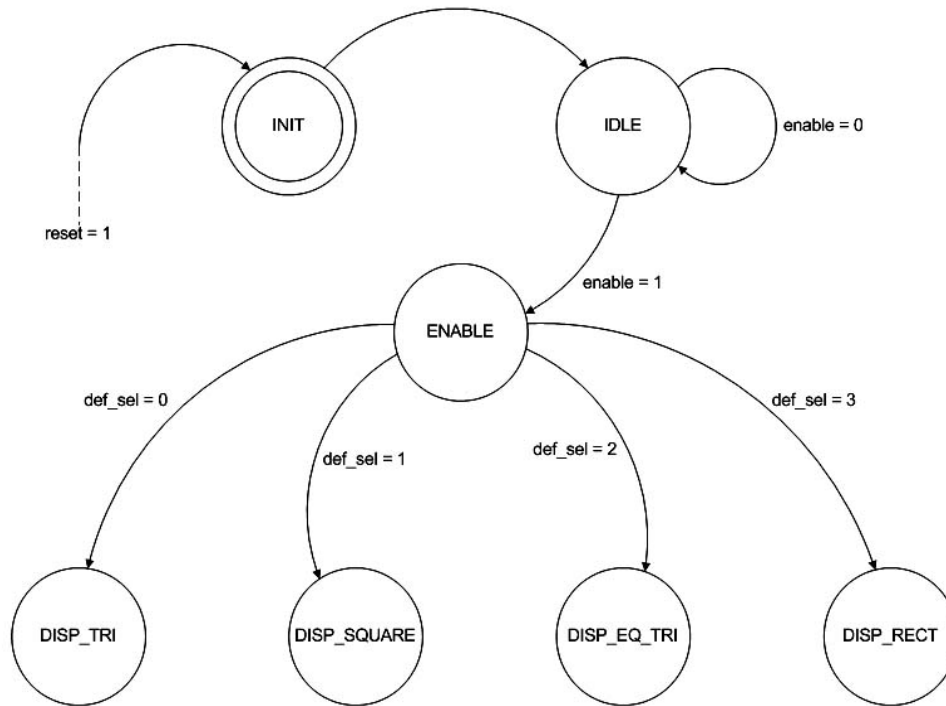 INIT
IDLE
enable = 0
reset = 1
enable = 1
ENABLE
def_sel = 0
def_sel = 1
def_sel = 2
def_sel = 3
DISP_TRI
DISP_SQUARE
DISP_EQ_TRI
DISP_RECT